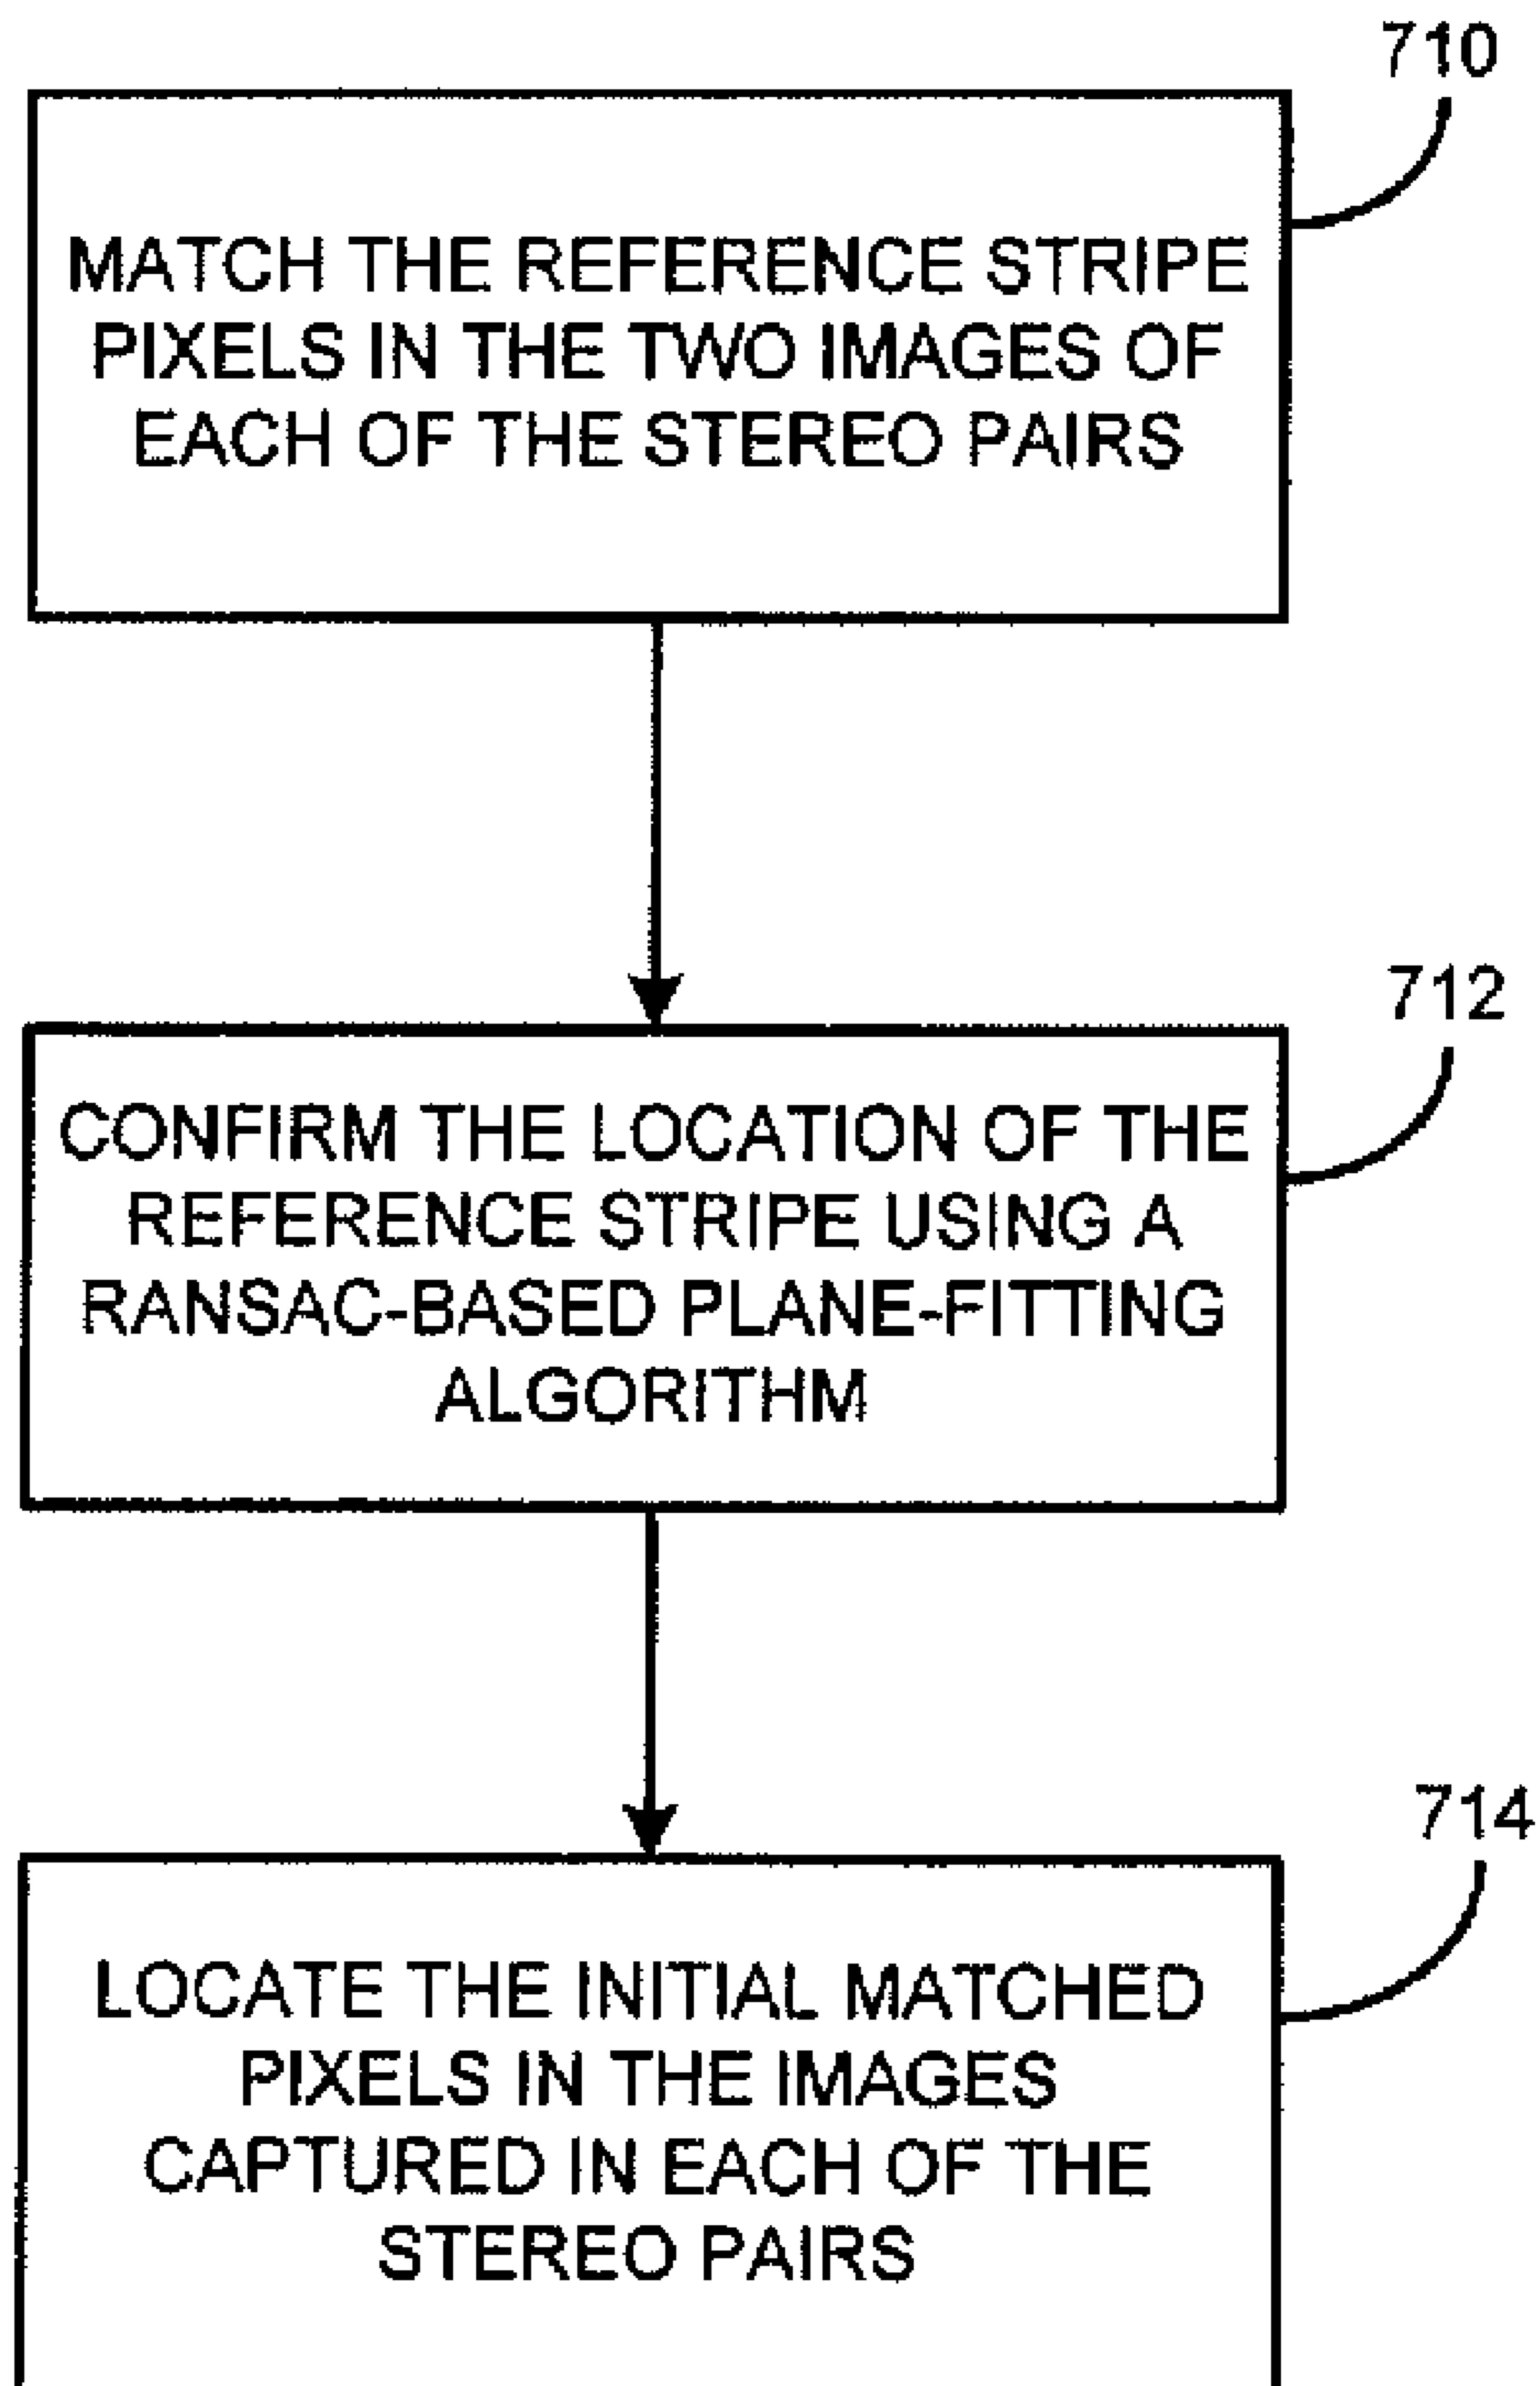 710
MATCH THE REFERENCE STRIPE
PIXELS IN THE TWO IMAGES OF
EACH OF THE STEREO PAIRS
712
CONFIRM THE LOCATION OF THE
REFERENCE STRIPE USING A
RANSAC-BASED PLANE-FITTING
ALGORITHM
714
LOCATE THE INITIAL MATCHED
PIXELS IN THE IMAGES
CAPTURED IN EACH OF THE
STEREO PAIRS